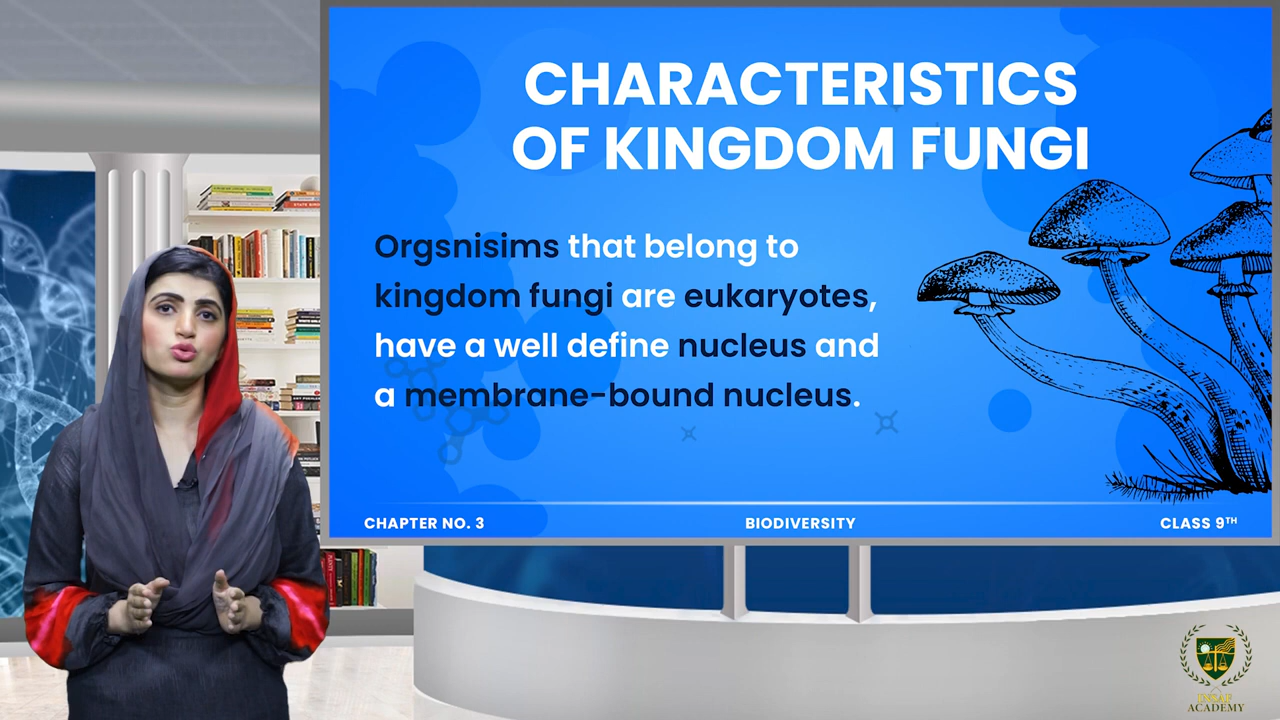 CHARACTERISTICS
OF KINGDOM FUNGI
Orgsnisims that belong to
kingdom fungi are eukaryotes,
have a well define nucleus and
a membrane-bound nucleus.
CHAPTER NO. 3
BIODIVERSITY
CLASS 9TH
INSAF
ACADEMY